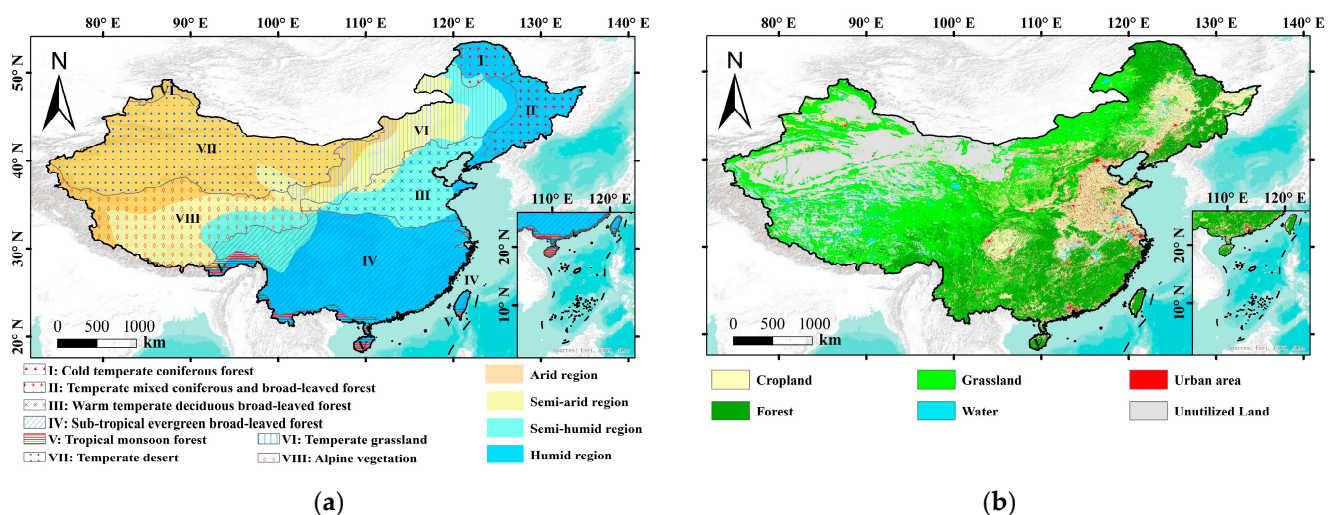 80° E 90° E 100° E 110° E 120° E 130° E 140° E
50° N
40° N
30° N
20° N
N
I
II
VI
VI
VII
III
VIII
IV
IV
V
V
110° E 120° E
20° N
10° N
0 500 1000
km
I: Cold temperate coniferous forest
II: Temperate mixed coniferous and broad-leaved forest
III: Warm temperate deciduous broad-leaved forest
IV: Sub-tropical evergreen broad-leaved forest
V: Tropical monsoon forest VI: Temperate grassland
VII: Temperate desert VIII: Alpine vegetation
Arid region
Semi-arid region
Semi-humid region
Humid region
(a)
80° E 90° E 100° E 110° E 120° E 130° E 140° E
N
110° E 120° E
20° N
10° N
0 500 1000
km
Cropland Grassland Urban area
Forest Water Unutilized Land
(b)